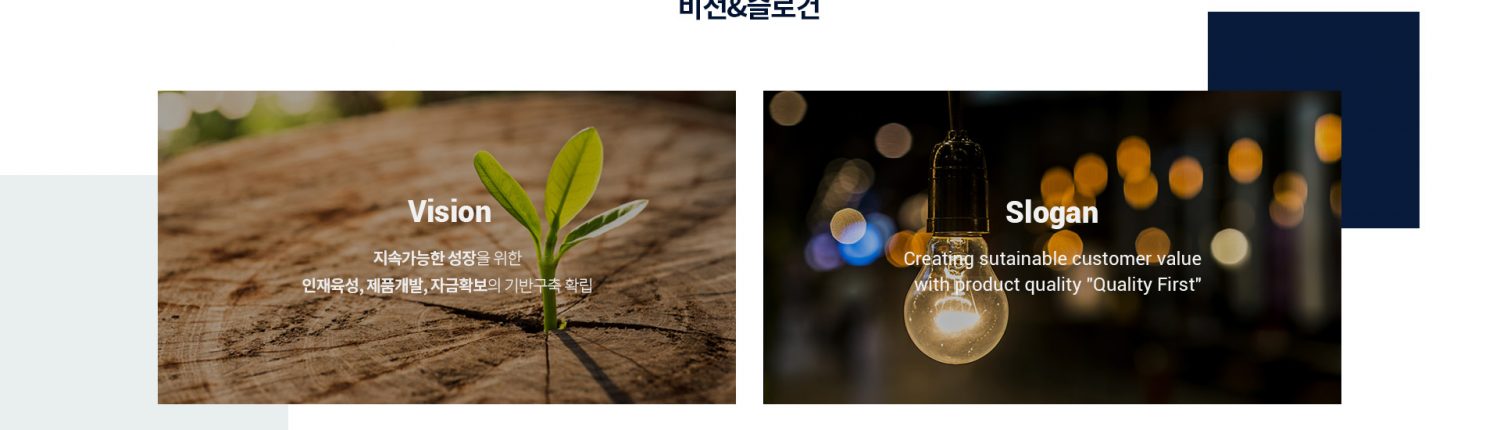 비전&슬로건
Vision
지속가능한 성장을 위한
인재육성, 제품개발, 자금확보의 기반구축 확립
Slogan
Creating sutainable customer value
with product quality "Quality First"